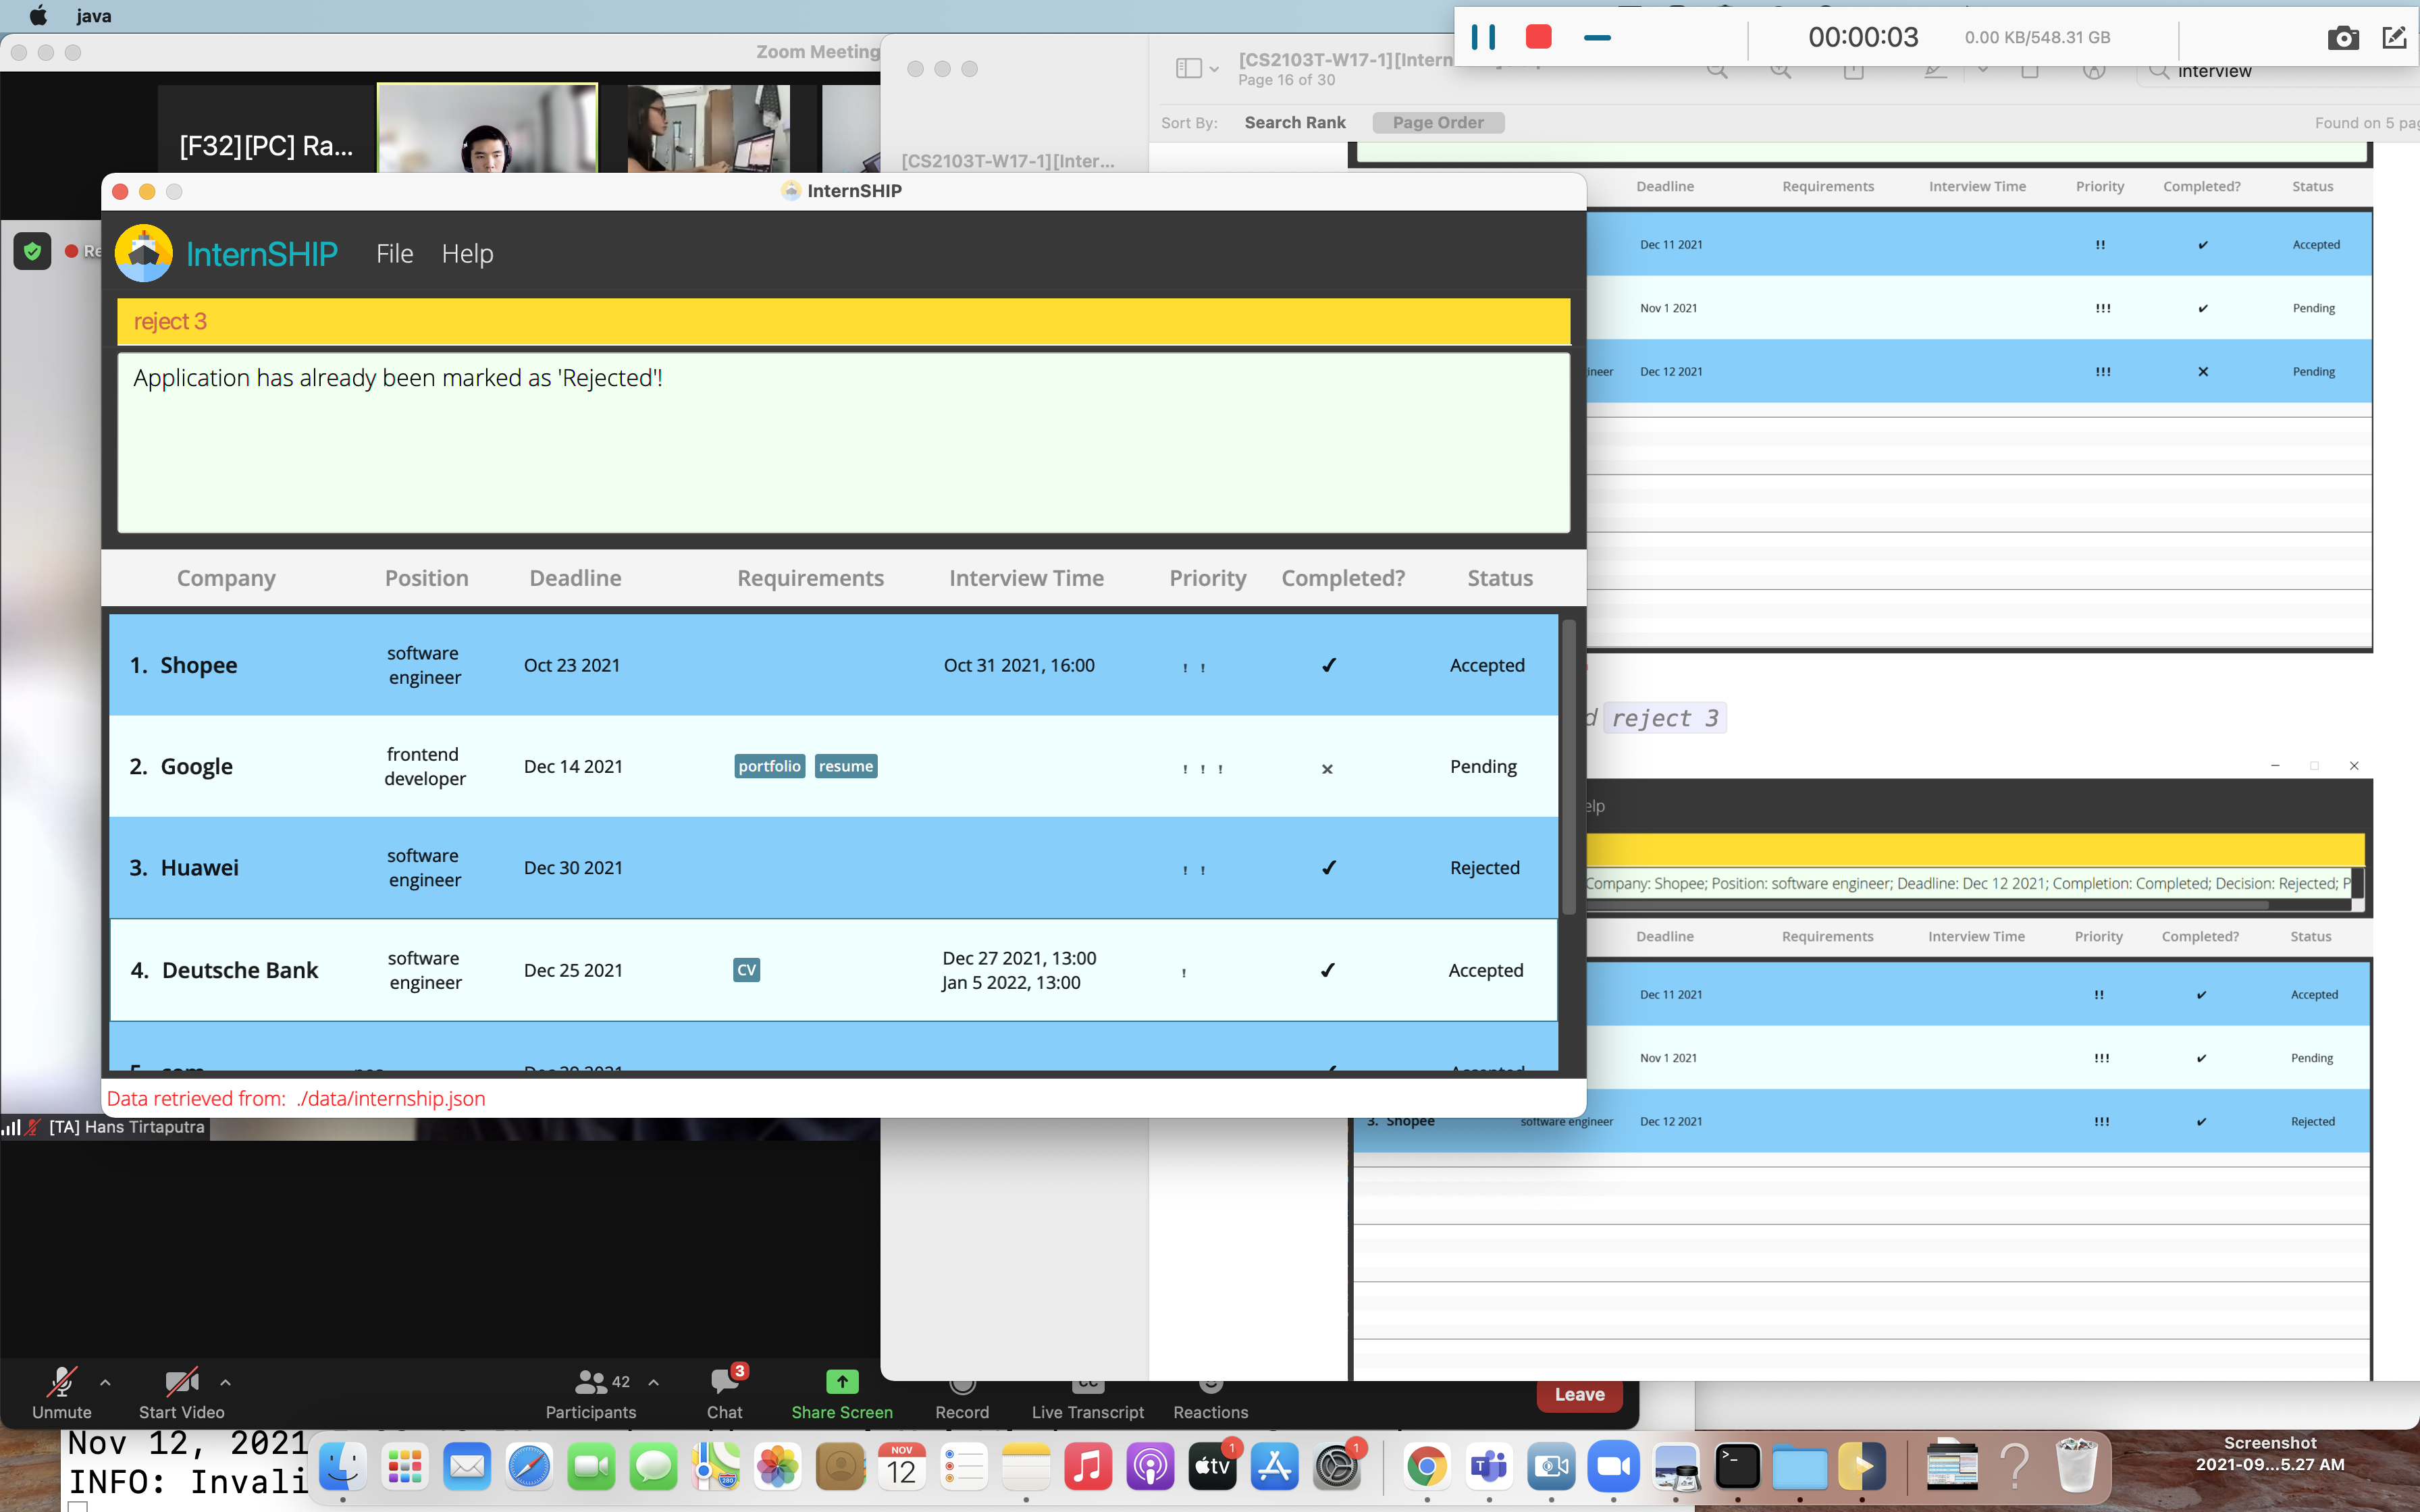 java
00:00:03
0.00 KB/548.31 GB
Zoom Meeting
[CS2103T-W17-1][Intern
Page 16 of 30
interview
Sort By:
Search Rank
Page Order
Found on 5
[F32][PC] Ra...
[CS2103T-W17-1][Inter...
InternSHIP
InternSHIP
File
Help
reject 3
Application has already been marked as 'Rejected'!
Company Position Deadline Requirements Interview Time Priority Completed? Status
1. Shopee software engineer Oct 23 2021 Oct 31 2021, 16:00 ! ! ✓ Accepted
2. Google frontend developer Dec 14 2021 portfolio resume ! ! ! × Pending
3. Huawei software engineer Dec 30 2021 ! ! ✓ Rejected
4. Deutsche Bank software engineer Dec 25 2021 CV Dec 27 2021, 13:00 Jan 5 2022, 13:00 ! ✓ Accepted
Data retrieved from: ./data/internship.json
Deadline Requirements Interview Time Priority Completed? Status
Dec 11 2021 !! ✓ Accepted
Nov 1 2021 !!! ✓ Pending
Dec 12 2021 !!! × Pending
reject 3
Company: Shopee; Position: software engineer; Deadline: Dec 12 2021; Completion: Completed; Decision: Rejected; P
Deadline Requirements Interview Time Priority Completed? Status
Dec 11 2021 !! ✓ Accepted
Nov 1 2021 !!! ✓ Pending
3. Shopee software engineer Dec 12 2021 !!! ✓ Rejected
[TA] Hans Tirtaputra
42
3
Unmute
Start Video
Participants
Chat
Share Screen
Record
Live Transcript
Reactions
Leave
Nov 12, 2021
INFO: Invali
NOV
12
tv
1
1
Screenshot
2021-09...5.27 AM